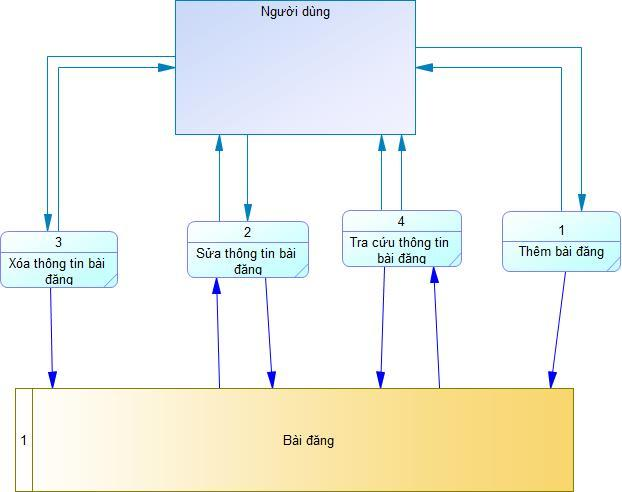 Người dùng
3
Xóa thông tin bài
đăng
2
Sửa thông tin bài
đăng
4
Tra cứu thông tin
bài đăng
1
Thêm bài đăng
1
Bài đăng